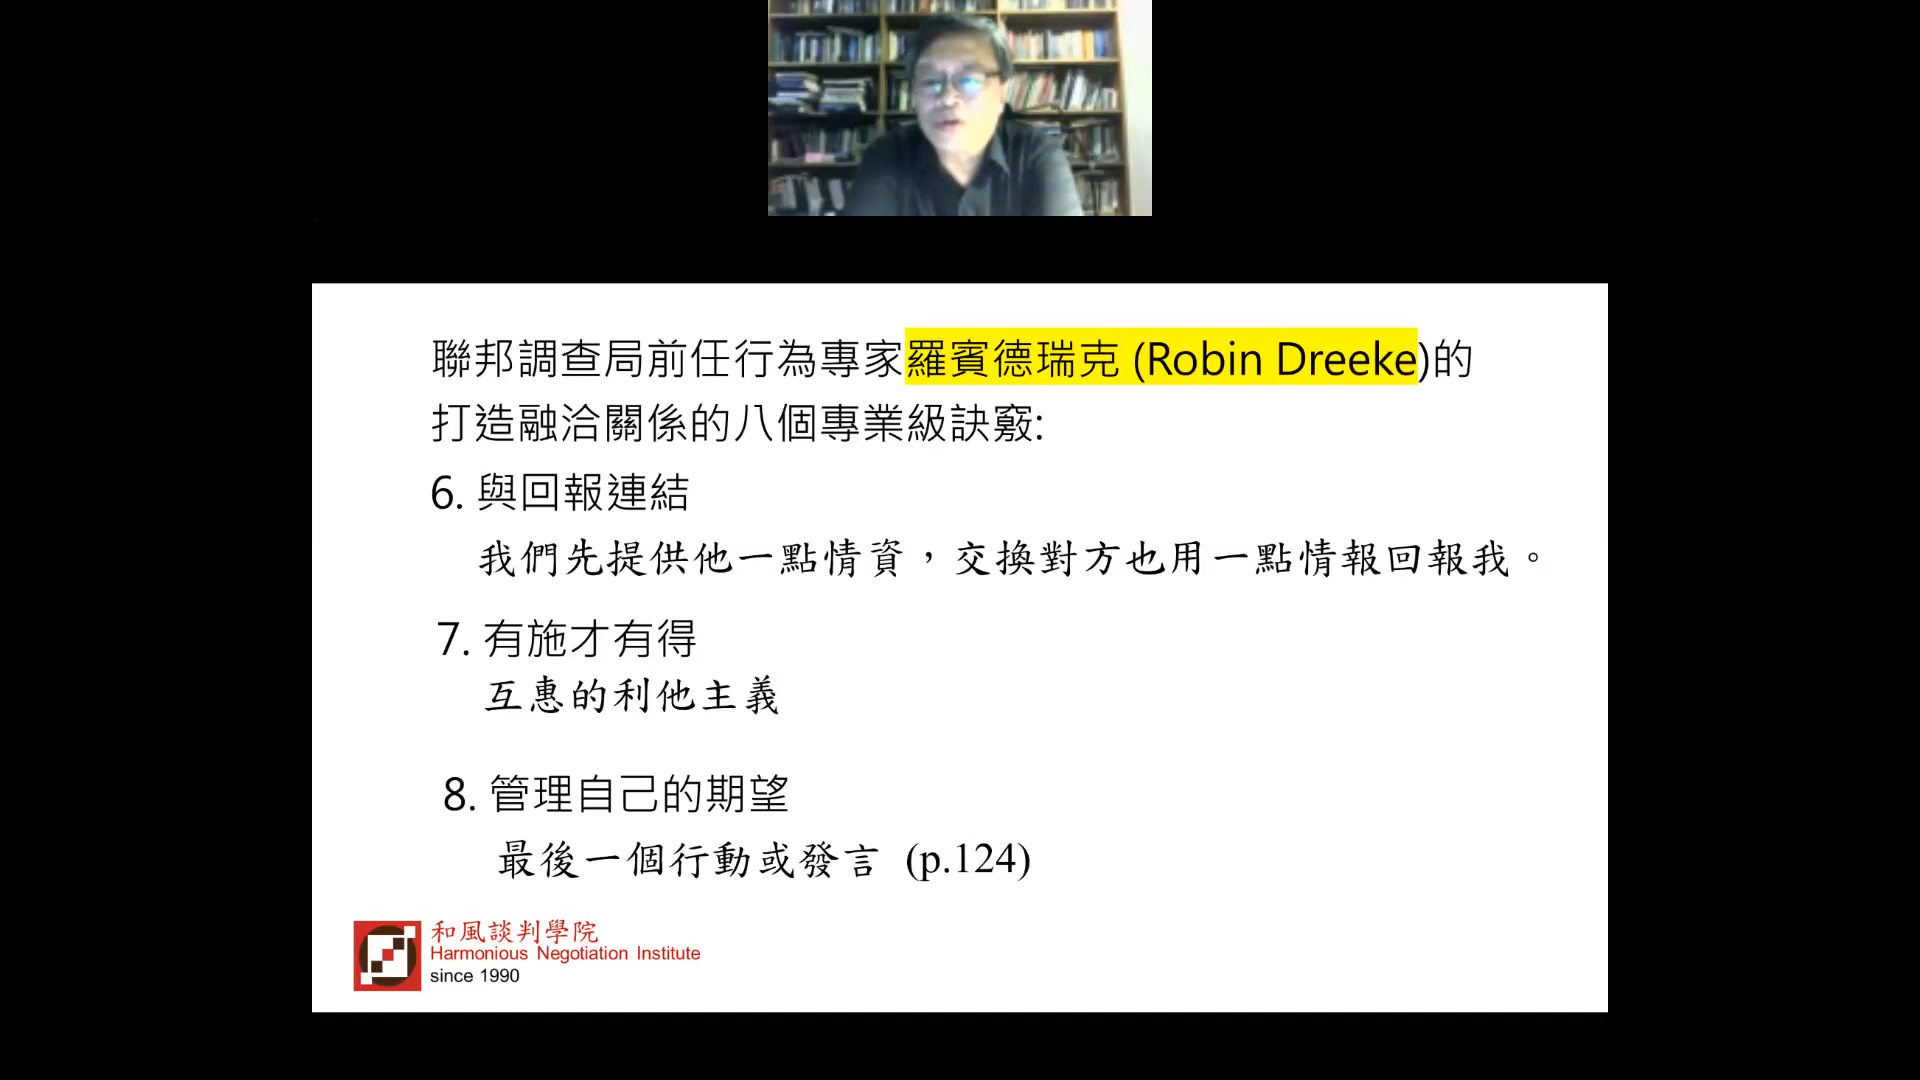 聯邦調查局前任行為專家羅賓德瑞克 (Robin Dreeke)的
打造融洽關係的八個專業級訣竅:
6. 與回報連結
我們先提供他一點情資，交換對方也用一點情報回報我。
7. 有施才有得
互惠的利他主義
8. 管理自己的期望
最後一個行動或發言 (p.124)
和風談判學院
Harmonious Negotiation Institute
since 1990